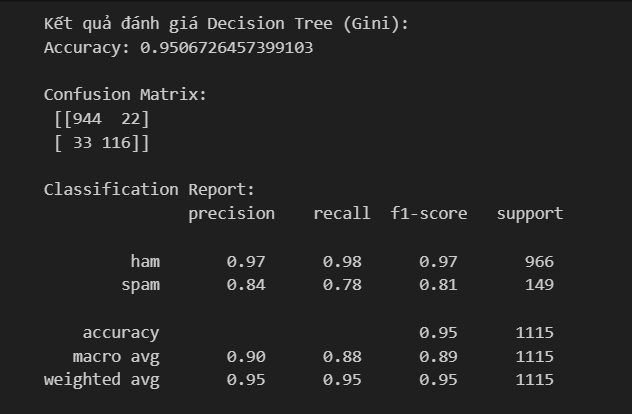 Kết quả đánh giá Decision Tree (Gini):
Accuracy: 0.9506726457399103
Confusion Matrix:
[[944  22]
[ 33 116]]
Classification Report:
precision    recall  f1-score   support
ham       0.97      0.98      0.97       966
spam       0.84      0.78      0.81       149
accuracy                           0.95      1115
macro avg       0.90      0.88      0.89      1115
weighted avg       0.95      0.95      0.95      1115